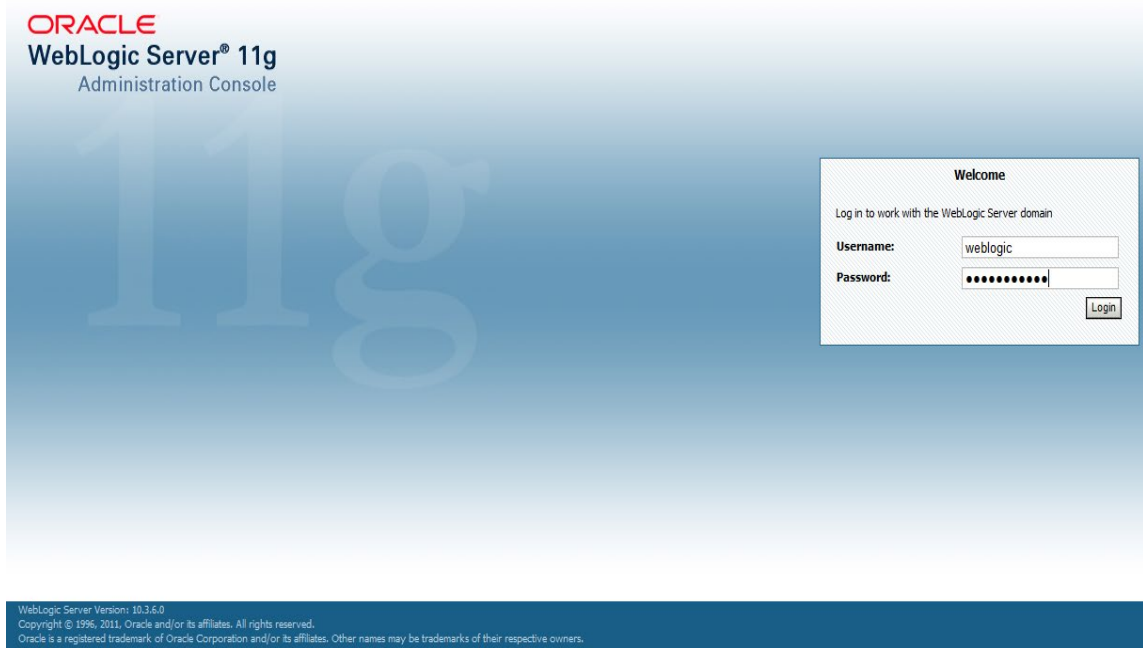 ORACLE
WebLogic Server® 11g
Administration Console
11g
Welcome
Log in to work with the WebLogic Server domain
Username:
weblogic
Password:
●●●●●●●●●●●
Login
WebLogic Server Version: 10.3.6.0
Copyright © 1996, 2011, Oracle and/or its affiliates. All rights reserved.
Oracle is a registered trademark of Oracle Corporation and/or its affiliates. Other names may be trademarks of their respective owners.